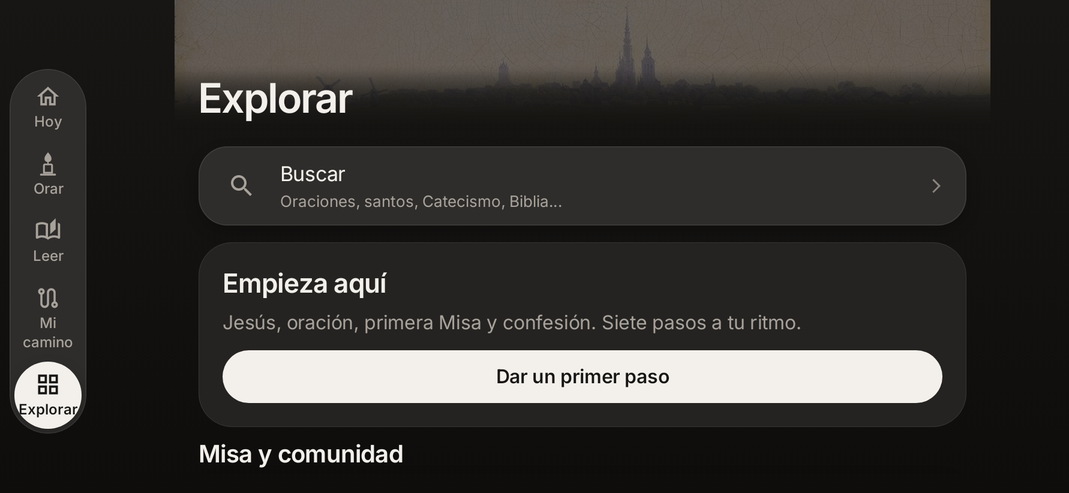 Explorar
Hoy
Orar
Leer
Mi
camino
Explorar
Buscar
Oraciones, santos, Catecismo, Biblia...
Empieza aquí
Jesús, oración, primera Misa y confesión. Siete pasos a tu ritmo.
Dar un primer paso
Misa y comunidad